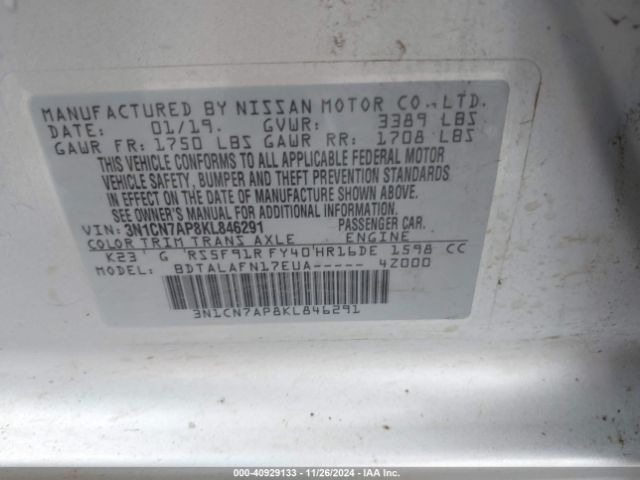 MANUFACTURED BY NISSAN MOTOR CO., LTD.
DATE: 01/19. GVWR: 3389 LBS
GAWR FR: 1750 LBS GAWR RR: 1708 LBS
THIS VEHICLE CONFORMS TO ALL APPLICABLE FEDERAL MOTOR
VEHICLE SAFETY, BUMPER AND THEFT PREVENTION STANDARDS
IN EFFECT ON THE DATE OF MANUFACTURE SHOWN ABOVE.
SEE OWNER'S MANUAL FOR ADDITIONAL INFORMATION
VIN: 3N1CN7AP8KL846291 PASSENGER CAR.
COLOR TRIM TRANS AXLE ENGINE
K23 G RS5F91R FY40 HR16DE 1598 CC
MODEL: BDTALAFN17EUA----- 4Z000
3N1CN7AP8KL846291
000-40929133 - 11/26/2024 - IAA Inc.